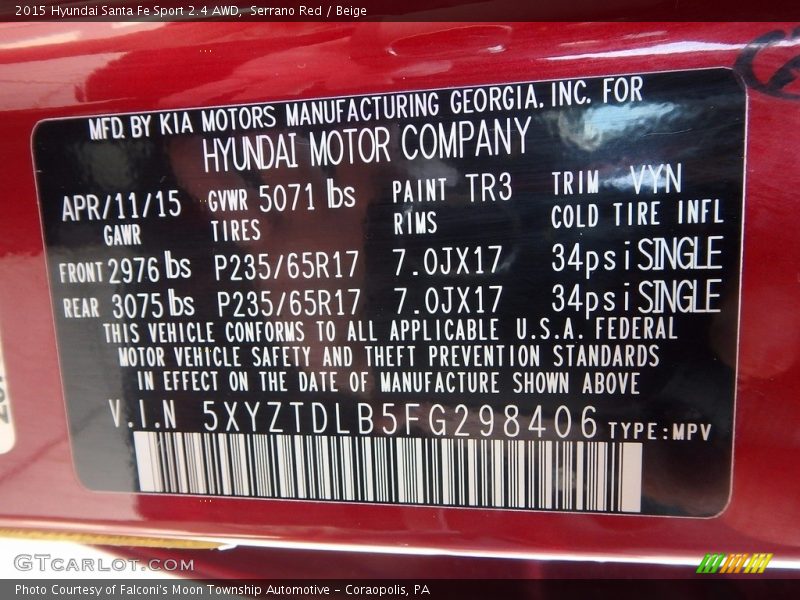 2015 Hyundai Santa Fe Sport 2.4 AWD, Serrano Red / Beige
MFD. BY KIA MOTORS MANUFACTURING GEORGIA. INC. FOR
HYUNDAI MOTOR COMPANY
APR/11/15 GVWR 5071 lbs PAINT TR3 TRIM VYN
GAWR TIRES RIMS COLD TIRE INFL
FRONT 2976 lbs P235/65R17 7.0JX17 34psi SINGLE
REAR 3075 lbs P235/65R17 7.0JX17 34psi SINGLE
THIS VEHICLE CONFORMS TO ALL APPLICABLE U.S.A. FEDERAL
MOTOR VEHICLE SAFETY AND THEFT PREVENTION STANDARDS
IN EFFECT ON THE DATE OF MANUFACTURE SHOWN ABOVE
V.I.N 5XYZTDLB5FG298406 TYPE:MPV
GTCARLOT.COM
Photo Courtesy of Falconi's Moon Township Automotive - Coraopolis, PA